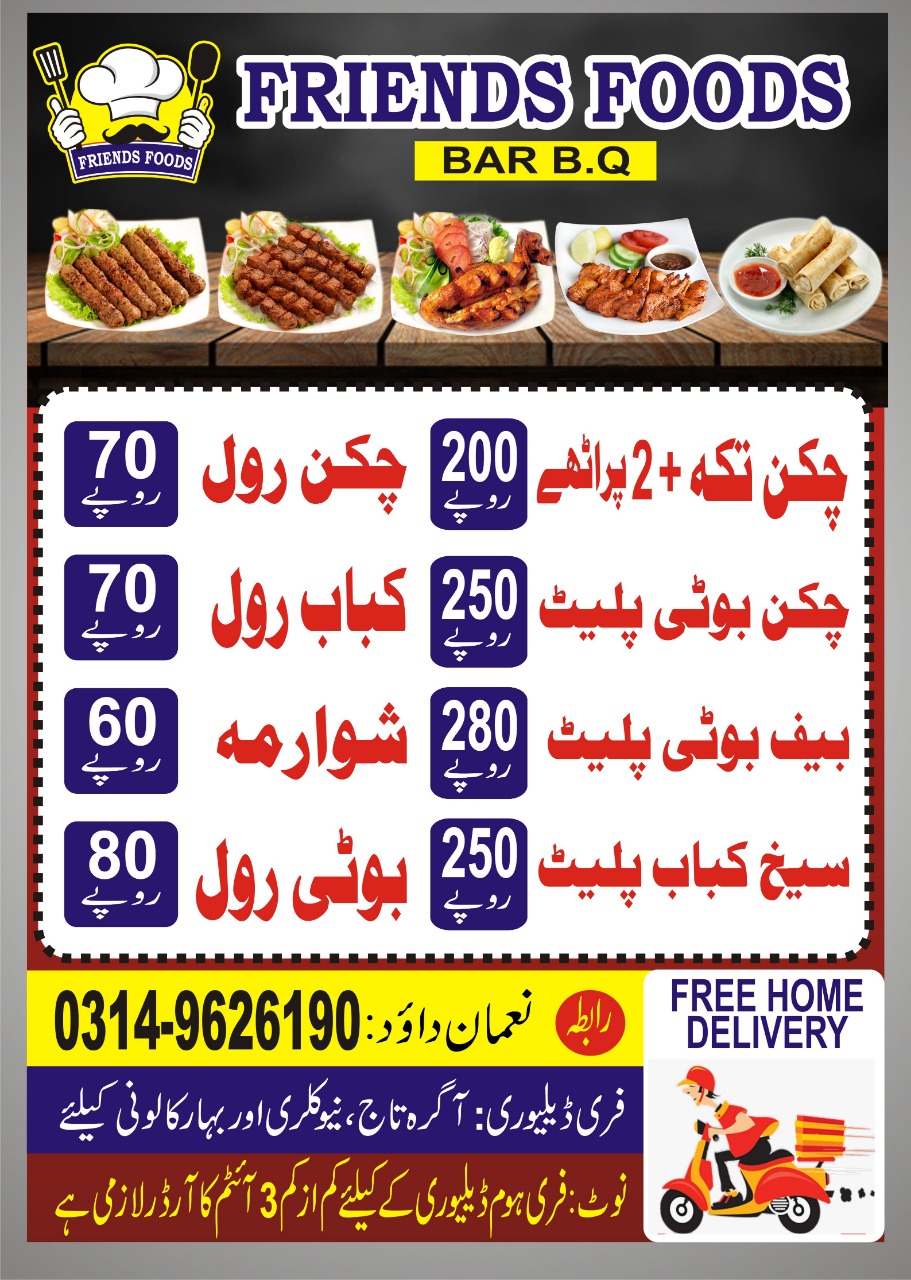 FRIENDS FOODS
FRIENDS FOODS
BAR B.Q
چکن تکہ + 2 پراٹھے
200
روپے
چکن رول
70
روپے
چکن بوٹی پلیٹ
250
روپے
کباب رول
70
روپے
بیف بوٹی پلیٹ
280
روپے
شوارمہ
60
روپے
سیخ کباب پلیٹ
250
روپے
بوٹی رول
80
روپے
رابطہ نعمان داؤد: 0314-9626190
FREE HOME
DELIVERY
فری ڈیلیوری: آگرہ تاج، نیو کلری اور بہار کالونی کیلئے
نوٹ: فری ہوم ڈیلیوری کے کیلئے کم از کم 3 آئٹم کا آرڈر لازمی ہے